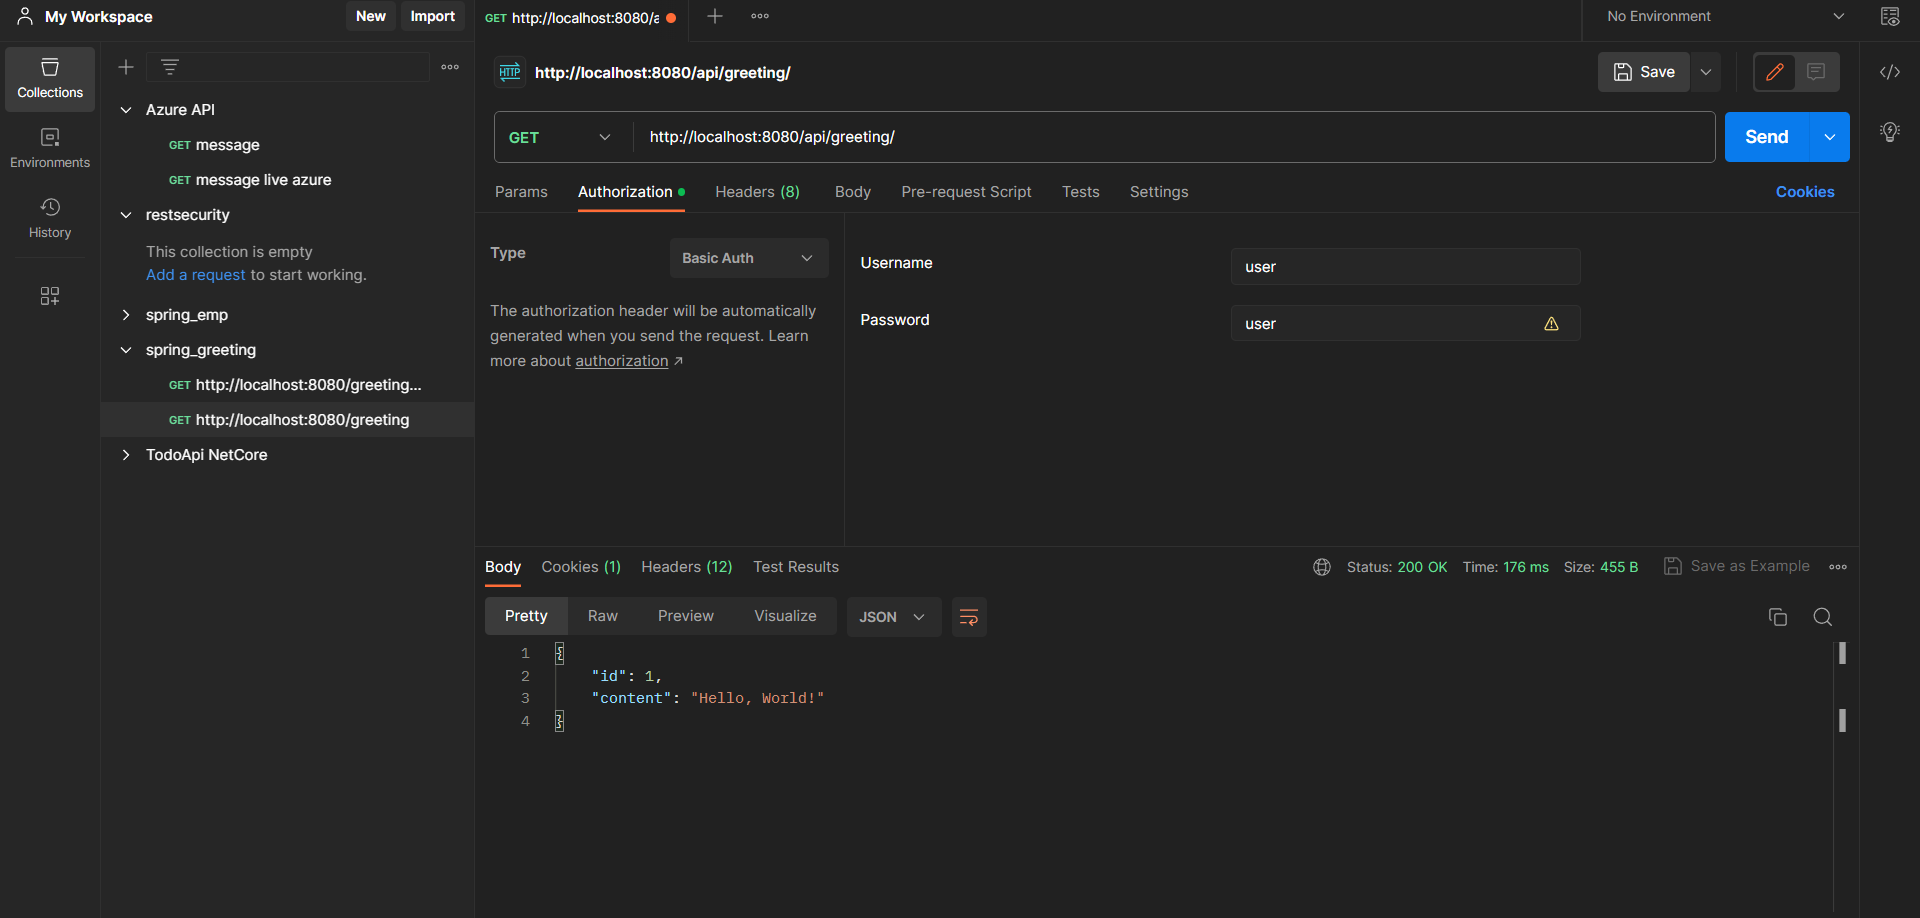 My Workspace
New
Import
GET http://localhost:8080/a
No Environment
Collections
Environments
History
Azure API
GET message
GET message live azure
restsecurity
This collection is empty
Add a request to start working.
spring_emp
spring_greeting
GET http://localhost:8080/greeting...
GET http://localhost:8080/greeting
TodoApi NetCore
HTTP http://localhost:8080/api/greeting/
Save
GET http://localhost:8080/api/greeting/
Send
Params
Authorization
Headers (8)
Body
Pre-request Script
Tests
Settings
Cookies
Type
Basic Auth
The authorization header will be automatically
generated when you send the request. Learn
more about authorization ↗
Username
user
Password
user
Body
Cookies (1)
Headers (12)
Test Results
Status: 200 OK
Time: 176 ms
Size: 455 B
Save as Example
Pretty
Raw
Preview
Visualize
JSON
1 {
2 "id": 1,
3 "content": "Hello, World!"
4 }